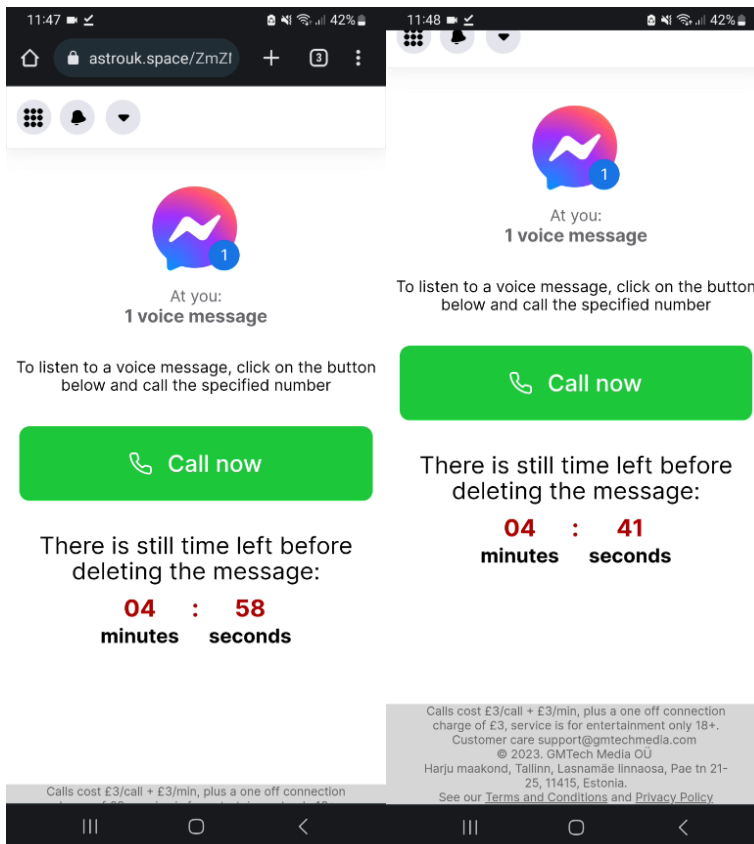 11:47
42%
astrouk.space/ZmZI
3
1
At you:
1 voice message
To listen to a voice message, click on the button
below and call the specified number
Call now
There is still time left before
deleting the message:
04 : 58
minutes seconds
Calls cost £3/call + £3/min, plus a one off connection
11:48
42%
1
At you:
1 voice message
To listen to a voice message, click on the button
below and call the specified number
Call now
There is still time left before
deleting the message:
04 : 41
minutes seconds
Calls cost £3/call + £3/min, plus a one off connection
charge of £3, service is for entertainment only 18+.
Customer care support@gmtechmedia.com
© 2023. GMTech Media OÜ
Harju maakond, Tallinn, Lasnamäe linnaosa, Pae tn 21-
25, 11415, Estonia.
See our Terms and Conditions and Privacy Policy